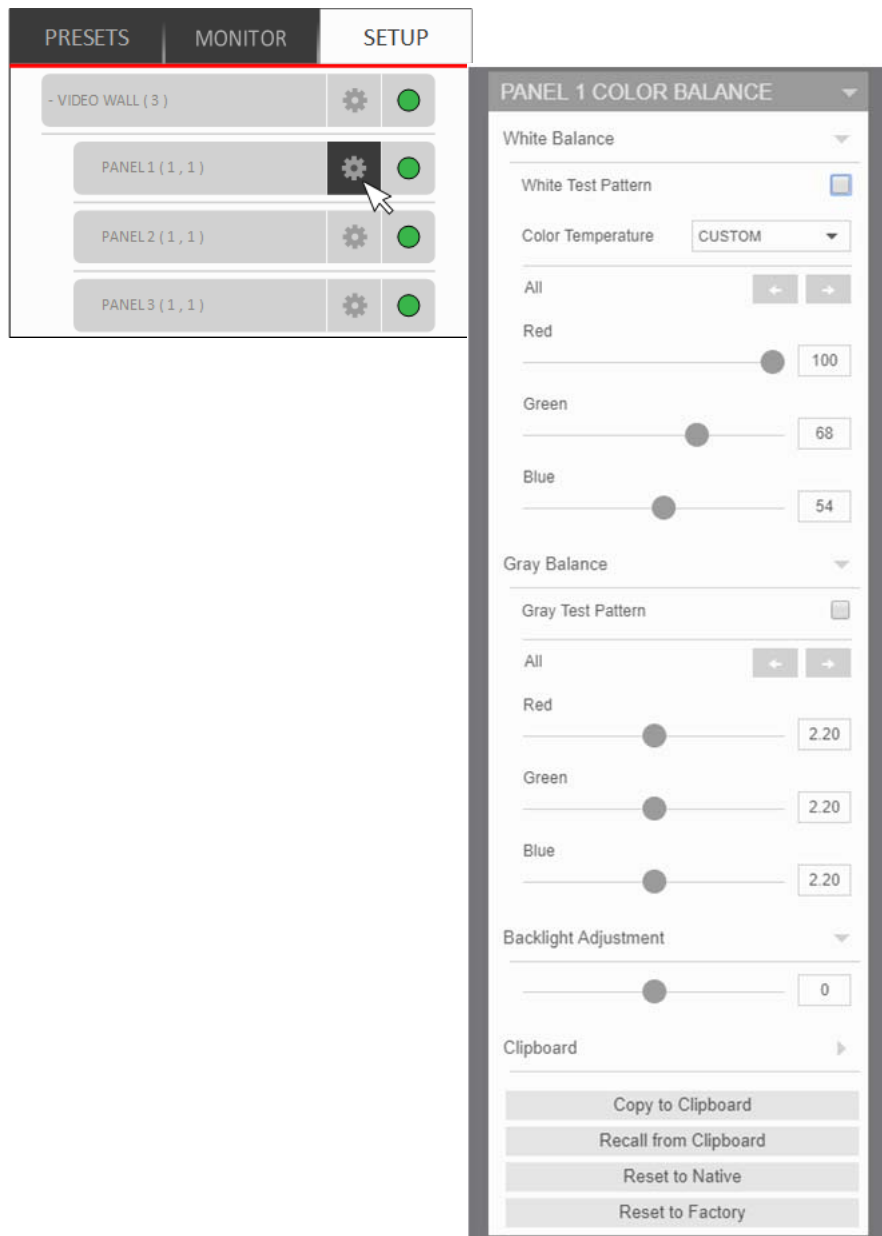 PRESETS MONITOR SETUP
- VIDEO WALL ( 3 )
PANEL 1 ( 1 , 1 )
PANEL 2 ( 1 , 1 )
PANEL 3 ( 1 , 1 )
PANEL 1 COLOR BALANCE
White Balance
White Test Pattern
Color Temperature CUSTOM
All
Red
100
Green
68
Blue
54
Gray Balance
Gray Test Pattern
All
Red
2.20
Green
2.20
Blue
2.20
Backlight Adjustment
0
Clipboard
Copy to Clipboard
Recall from Clipboard
Reset to Native
Reset to Factory